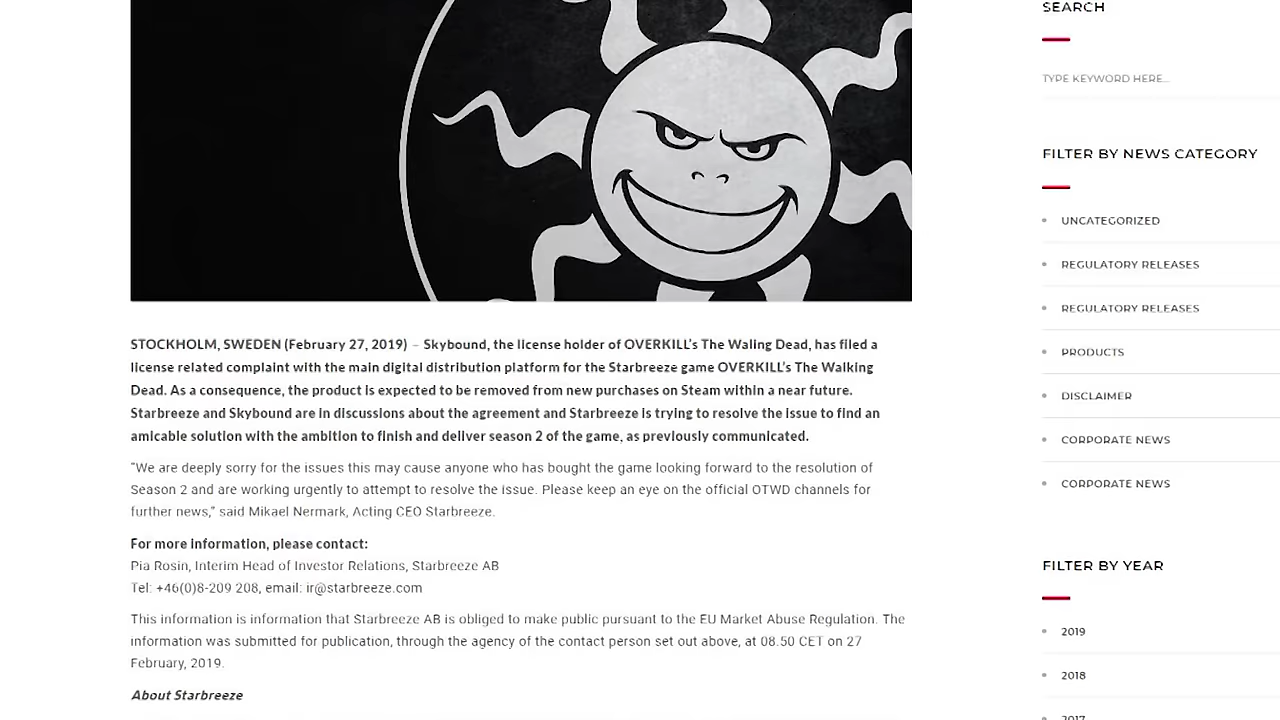 SEARCH
TYPE KEYWORD HERE...
FILTER BY NEWS CATEGORY
UNCATEGORIZED
REGULATORY RELEASES
REGULATORY RELEASES
PRODUCTS
DISCLAIMER
CORPORATE NEWS
CORPORATE NEWS
FILTER BY YEAR
2019
2018
2017
STOCKHOLM, SWEDEN (February 27, 2019) – Skybound, the license holder of OVERKILL's The Waling Dead, has filed a
license related complaint with the main digital distribution platform for the Starbreeze game OVERKILL's The Walking
Dead. As a consequence, the product is expected to be removed from new purchases on Steam within a near future.
Starbreeze and Skybound are in discussions about the agreement and Starbreeze is trying to resolve the issue to find an
amicable solution with the ambition to finish and deliver season 2 of the game, as previously communicated.
"We are deeply sorry for the issues this may cause anyone who has bought the game looking forward to the resolution of
Season 2 and are working urgently to attempt to resolve the issue. Please keep an eye on the official OTWD channels for
further news," said Mikael Nermark, Acting CEO Starbreeze.
For more information, please contact:
Pia Rosin, Interim Head of Investor Relations, Starbreeze AB
Tel: +46(0)8-209 208, email: ir@starbreeze.com
This information is information that Starbreeze AB is obliged to make public pursuant to the EU Market Abuse Regulation. The
information was submitted for publication, through the agency of the contact person set out above, at 08.50 CET on 27
February, 2019.
About Starbreeze